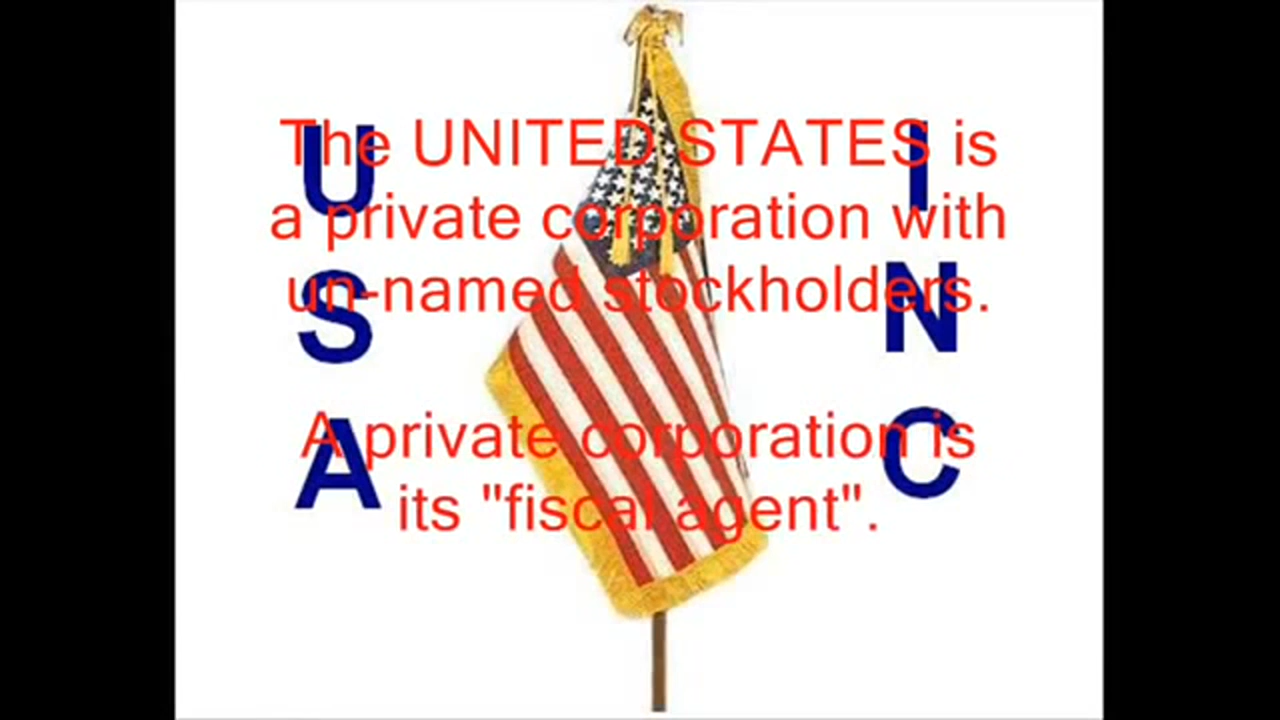 The UNITED STATES is
a private corporation with
un-named stockholders.
A private corporation is
its "fiscal agent".
U
S
A
I
N
C